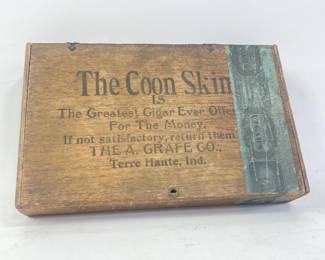 The Coon Skin
IS
The Greatest Cigar Ever Offe
For The Money.
If not satisfactory, return them
THE A. GRAFE CO.,
Terre Haute, Ind.